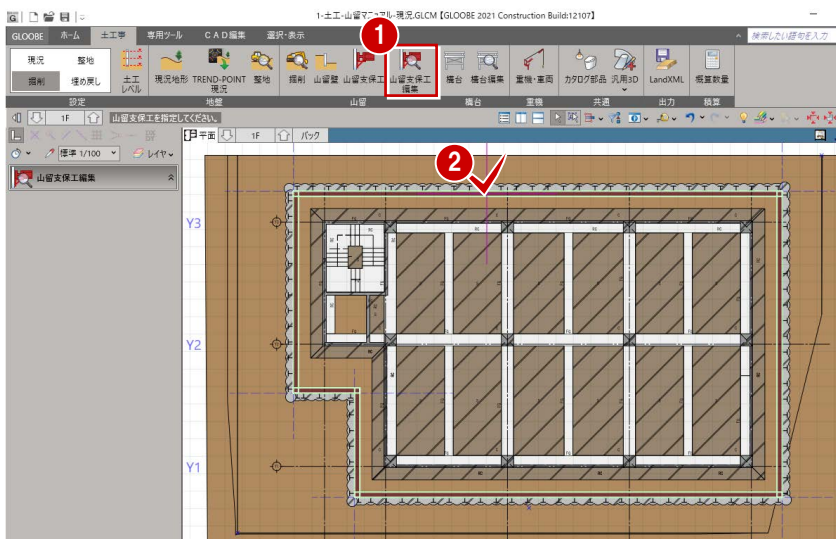 1-土工-山留マニュアル-現況.GLCM【GLOOBE 2021 Construction Build:12107】
GLOOBE ホーム 土工事 専用ツール CAD編集 選択・表示 検索したい語句を入力
1
現況 整地
掘削 埋め戻し
土工レベル 現況地形 TREND-POINT 現況 整地 掘削 山留壁 山留支保工 山留支保工編集 構台 構台編集 重機・車両 カタログ部品 汎用3D LandXML 概算数量
設定 地盤 山留 構台 重機 共通 出力 積算
1F 山留支保工を指定してください。
平面 1F バック
標準 1/100 レイヤ
山留支保工編集
2
Y3
Y2
Y1